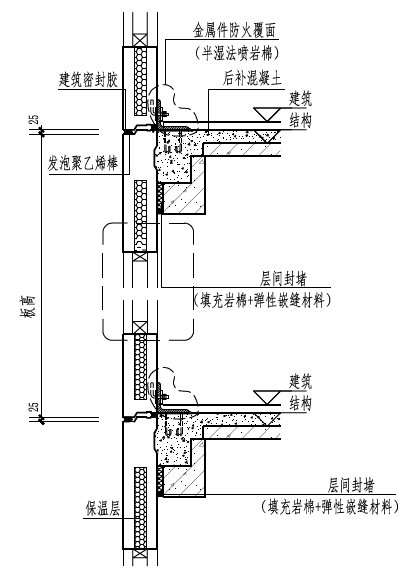 金属件防火覆面
(半湿法喷岩棉)
建筑密封胶
后补混凝土
建筑
结构
25
发泡聚乙烯棒
层间封堵
(填充岩棉+弹性嵌缝材料)
板高
建筑
结构
25
保温层
层间封堵
(填充岩棉+弹性嵌缝材料)